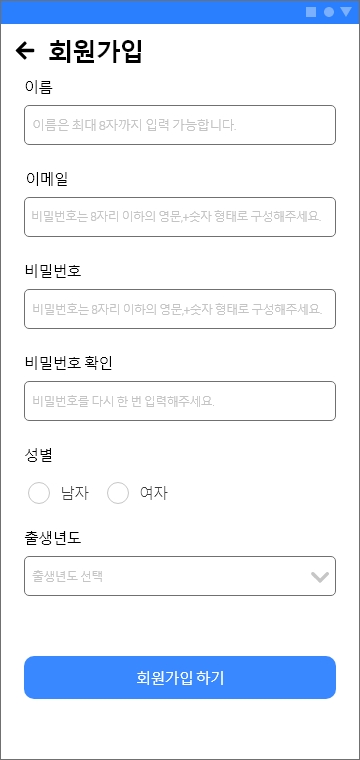 회원가입
이름
이름은 최대 8자까지 입력 가능합니다.
이메일
비밀번호는 8자리 이하의 영문,+숫자 형태로 구성해주세요.
비밀번호
비밀번호는 8자리 이하의 영문,+숫자 형태로 구성해주세요.
비밀번호 확인
비밀번호를 다시 한 번 입력해주세요.
성별
남자 여자
출생년도
출생년도 선택
회원가입 하기